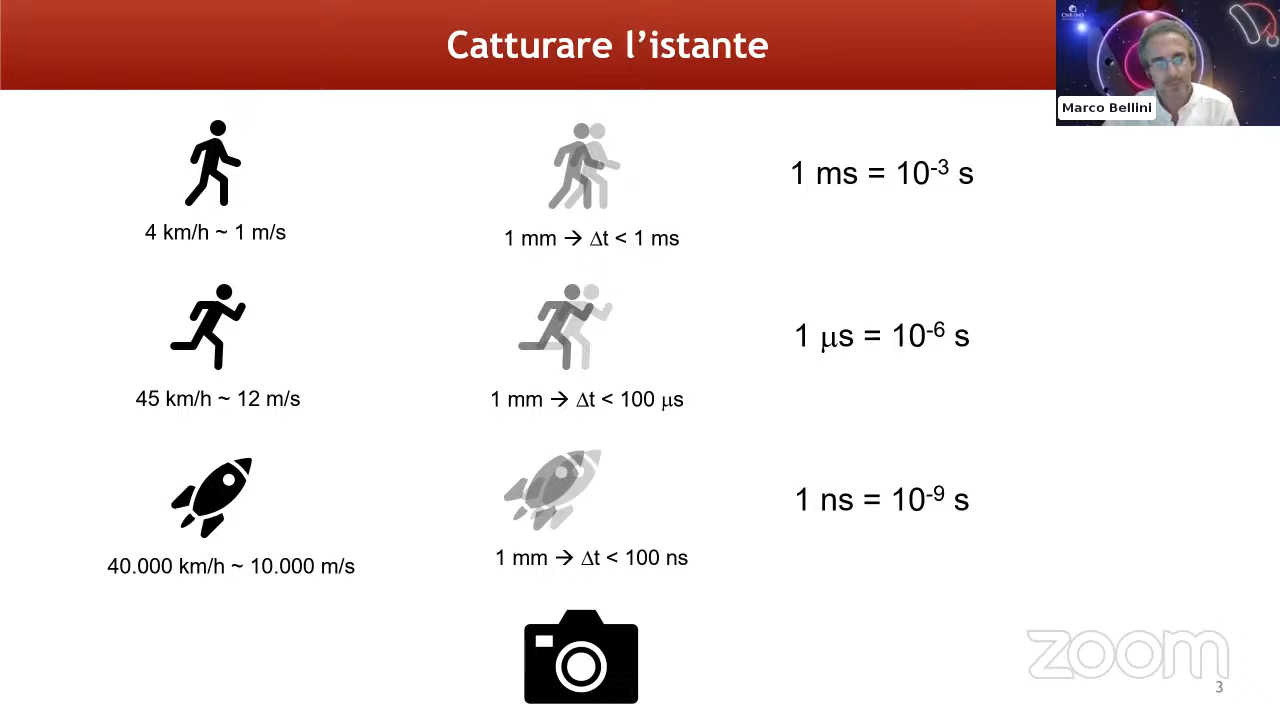 Catturare l’istante
CNR-INO
Marco Bellini
4 km/h ~ 1 m/s
1 mm → Δt < 1 ms
1 ms = 10⁻³ s
45 km/h ~ 12 m/s
1 mm → Δt < 100 μs
1 μs = 10⁻⁶ s
40.000 km/h ~ 10.000 m/s
1 mm → Δt < 100 ns
1 ns = 10⁻⁹ s
zoom
3